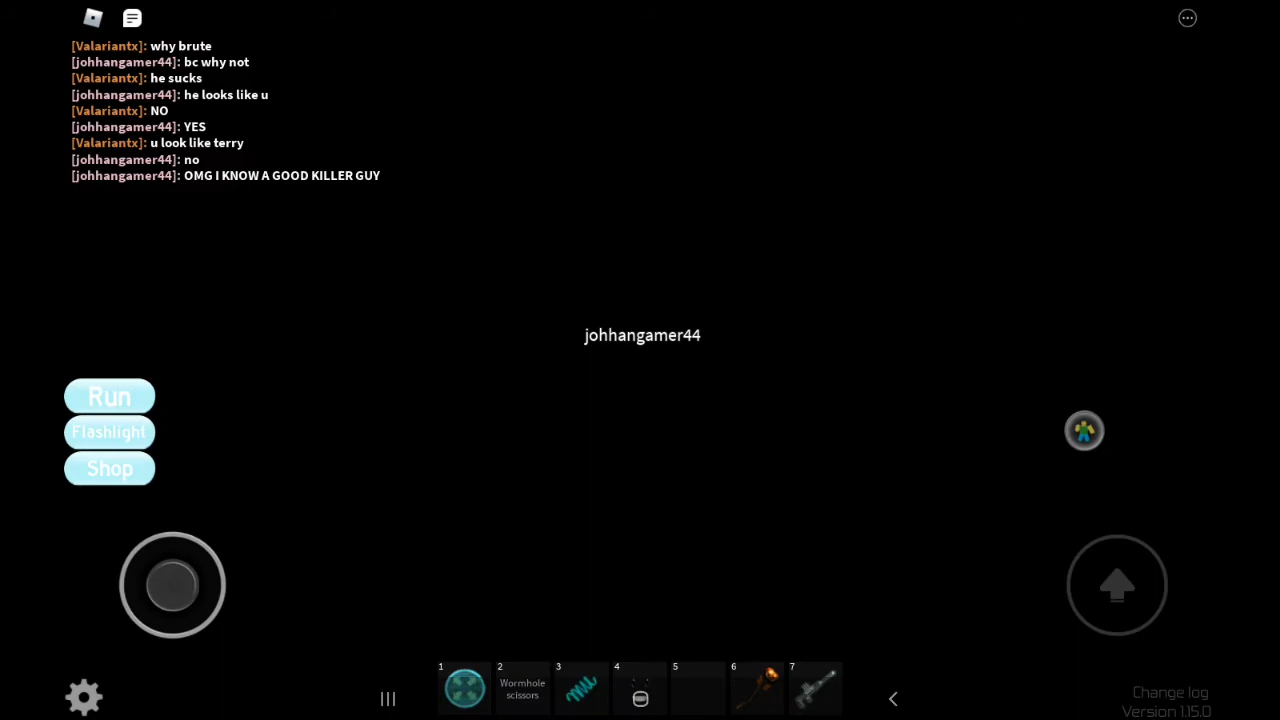 [Valariantx]: why brute
[johhangamer44]: bc why not
[Valariantx]: he sucks
[johhangamer44]: he looks like u
[Valariantx]: NO
[johhangamer44]: YES
[Valariantx]: u look like terry
[johhangamer44]: no
[johhangamer44]: OMG I KNOW A GOOD KILLER GUY
johhangamer44
Run
Flashlight
Shop
1
2
3
4
5
6
7
Wormhole
scissors
Change log
Version 1.15.0